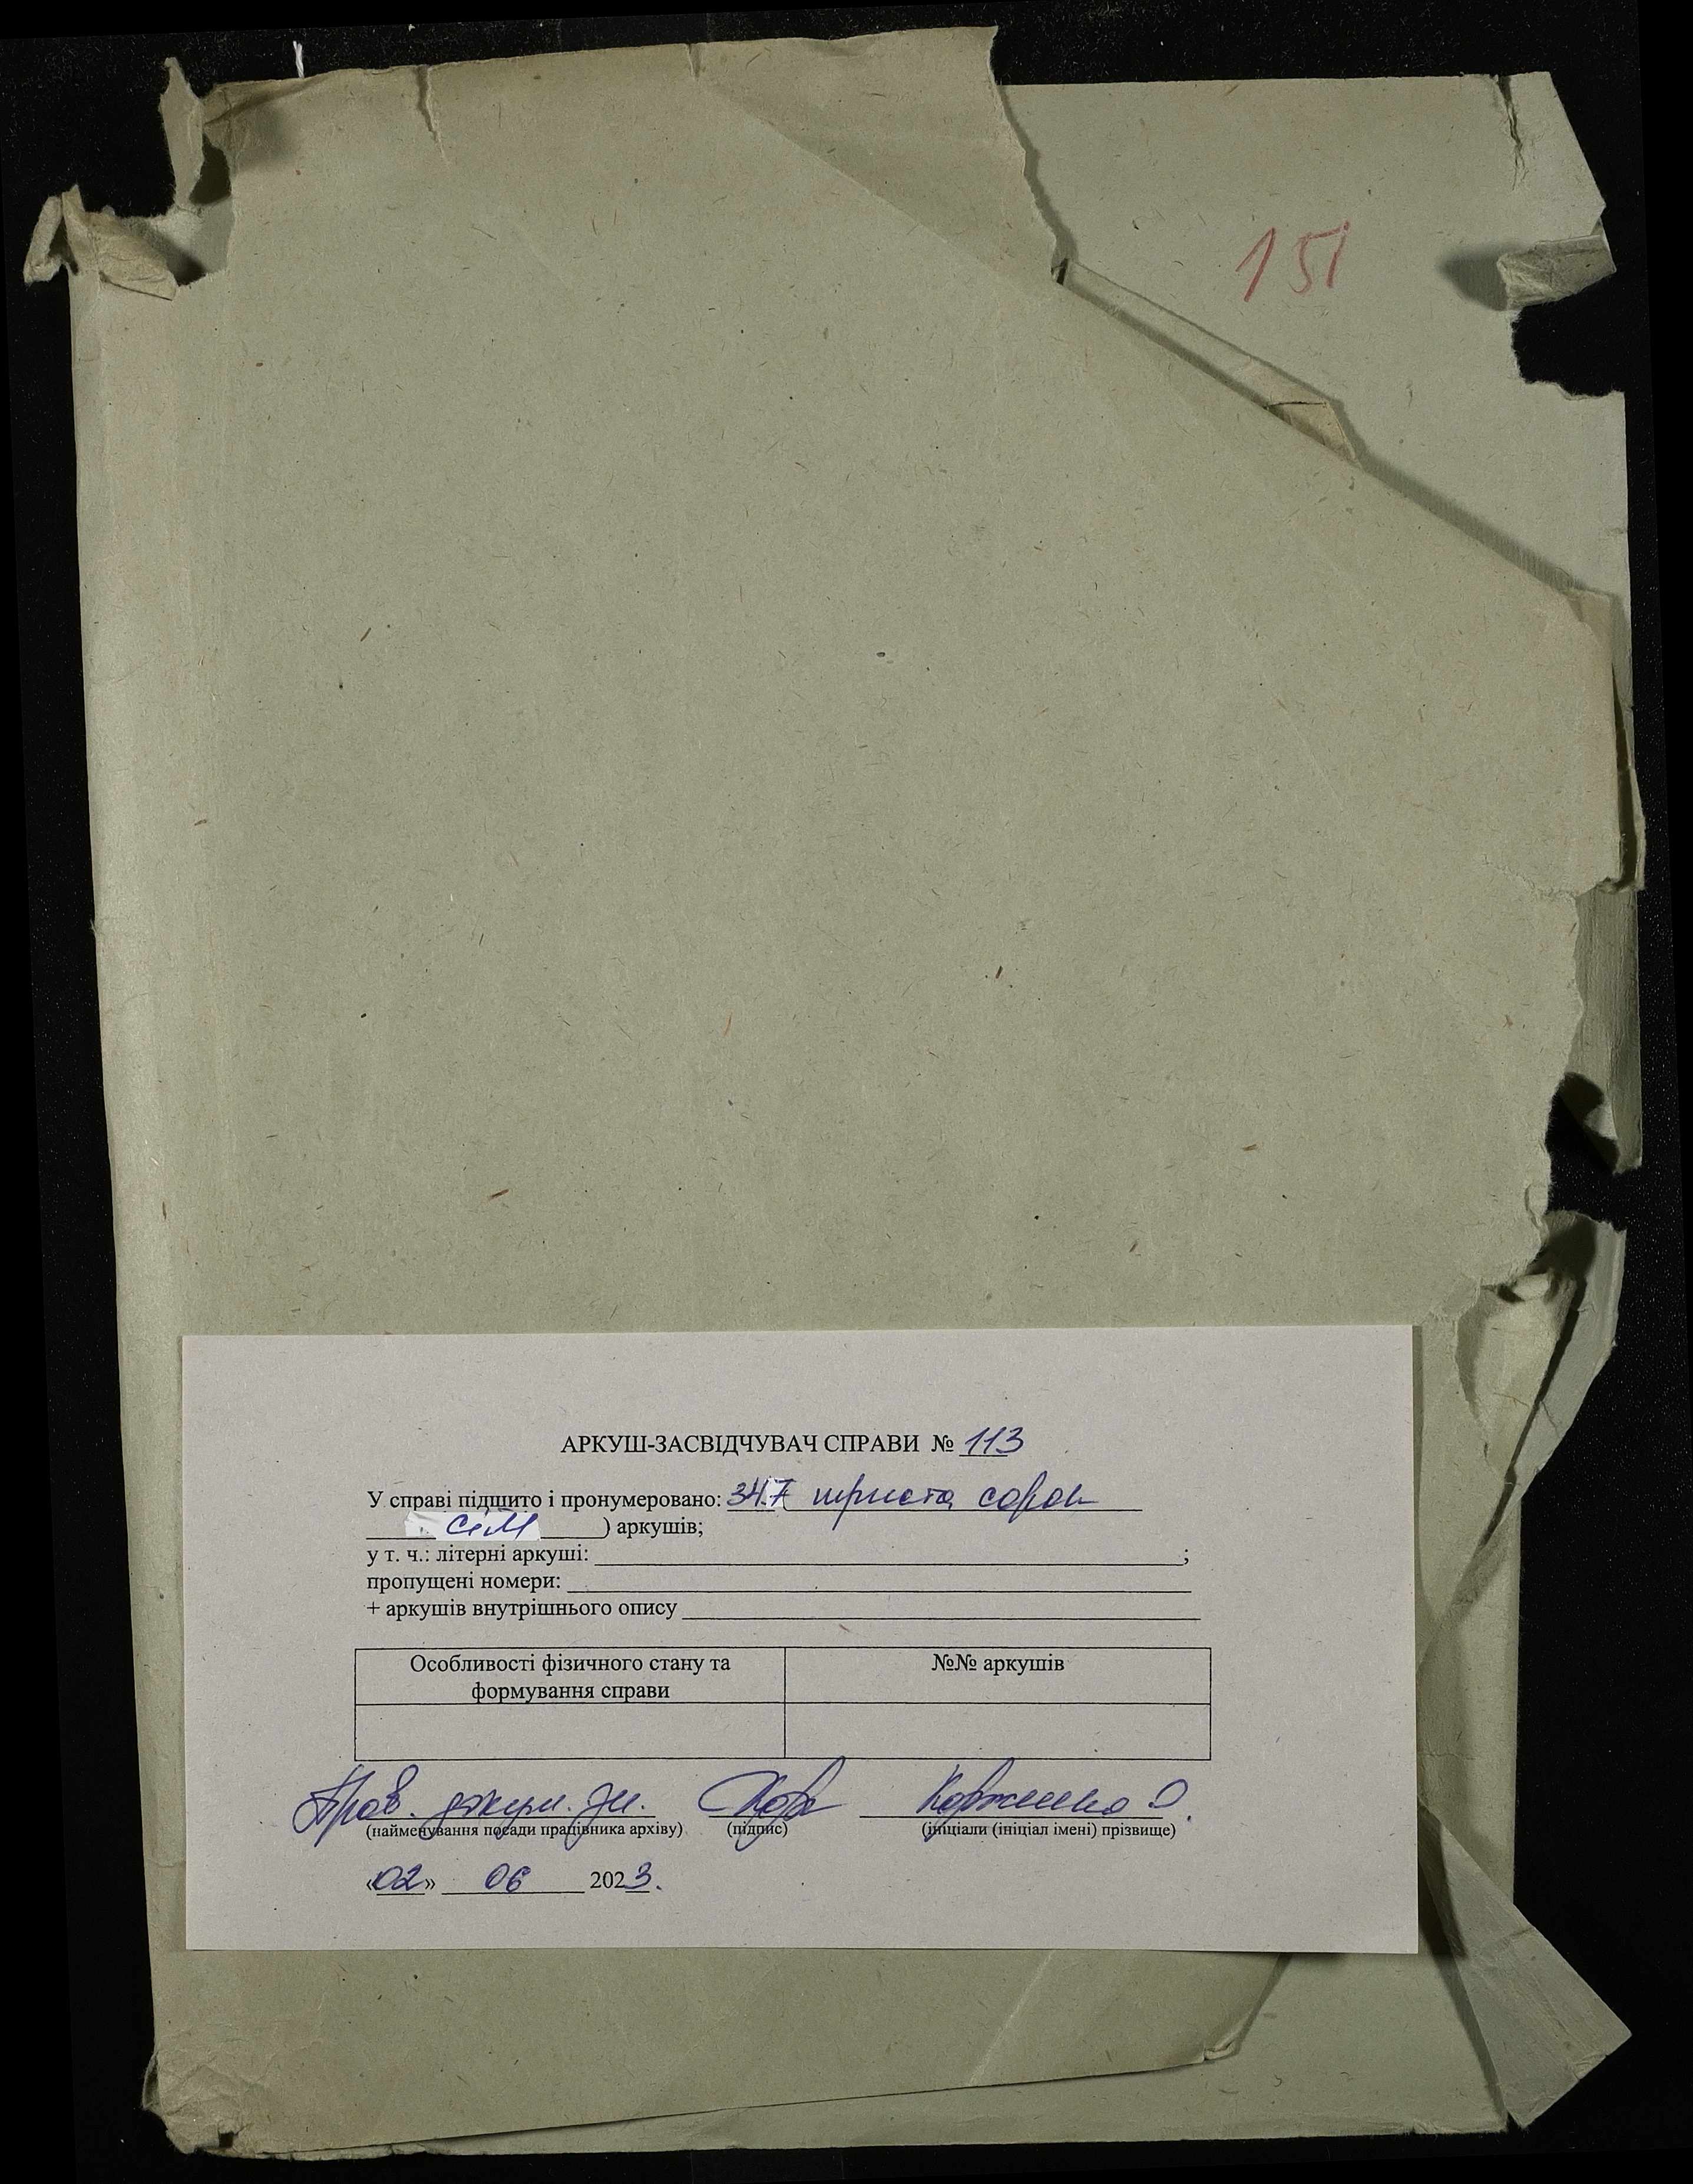 151
АРКУШ-ЗАСВІДЧУВАЧ СПРАВИ № 113
У справі підшито і пронумеровано: 347 триста сорок
сім ) аркушів;
у т. ч.: літерні аркуші: ;
пропущені номери:
+ аркушів внутрішнього опису
Особливості фізичного стану та
формування справи
№№ аркушів
(найменування посади працівника архіву) (підпис) (ініціали (ініціал імені) прізвище)
«02» 06 2023.